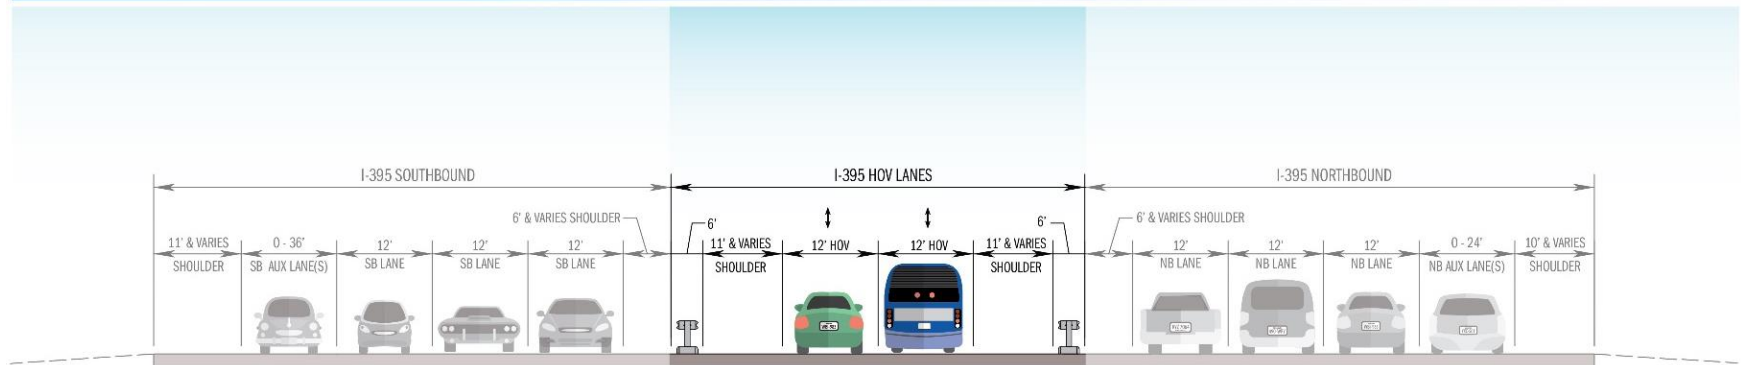 I-395 SOUTHBOUND
I-395 HOV LANES
I-395 NORTHBOUND
6' & VARIES SHOULDER
6'
6'
6' & VARIES SHOULDER
11' & VARIES
SHOULDER
0 - 36'
SB AUX LANE(S)
12'
SB LANE
12'
SB LANE
12'
SB LANE
11' & VARIES
SHOULDER
12' HOV
12' HOV
11' & VARIES
SHOULDER
12'
NB LANE
12'
NB LANE
12'
NB LANE
0 - 24'
NB AUX LANE(S)
10' & VARIES
SHOULDER